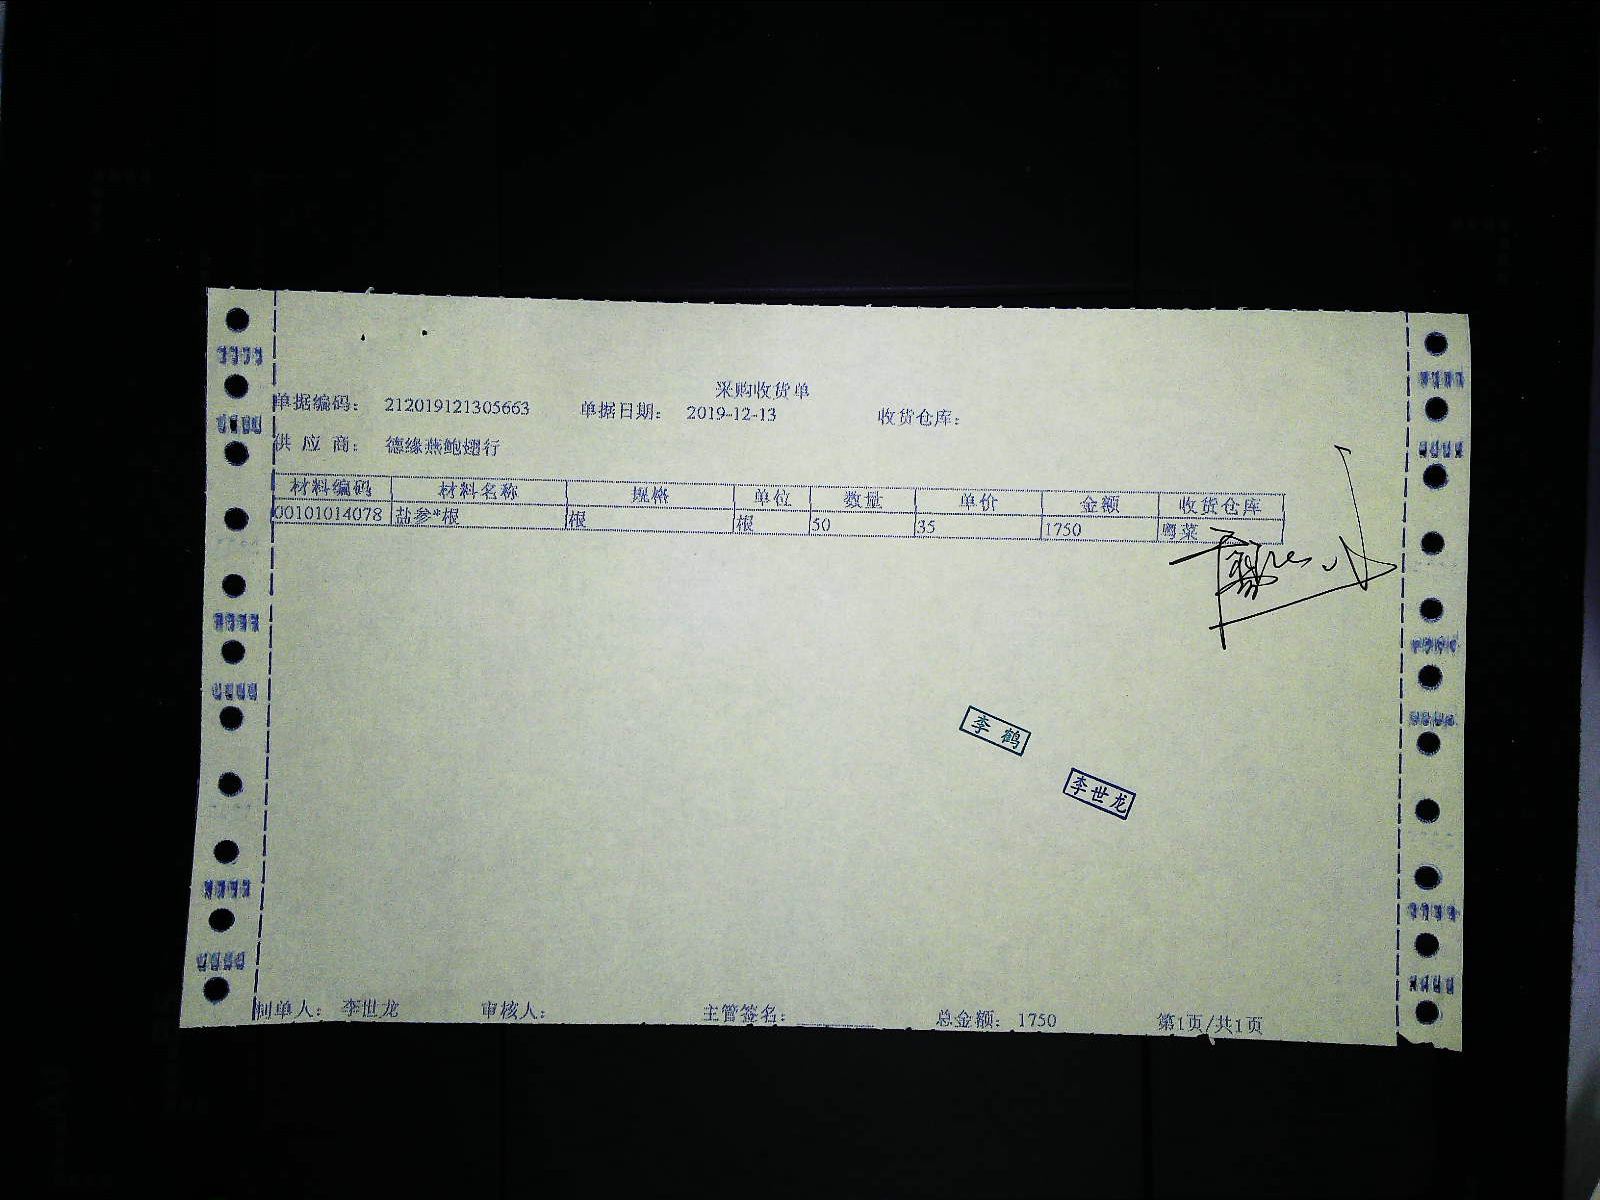 采购收货单
单据编码： 212019121305663 单据日期： 2019-12-13 收货仓库：
供 应 商： 德缘燕鲍翅行
材料编码 材料名称 规格 单位 数量 单价 金额 收货仓库
00101014078 盐参*根 根 根 50 35 1750 粤菜
李 鹤
李世龙
制单人： 李世龙 审核人： 主管签名： 总金额： 1750 第1页/共1页